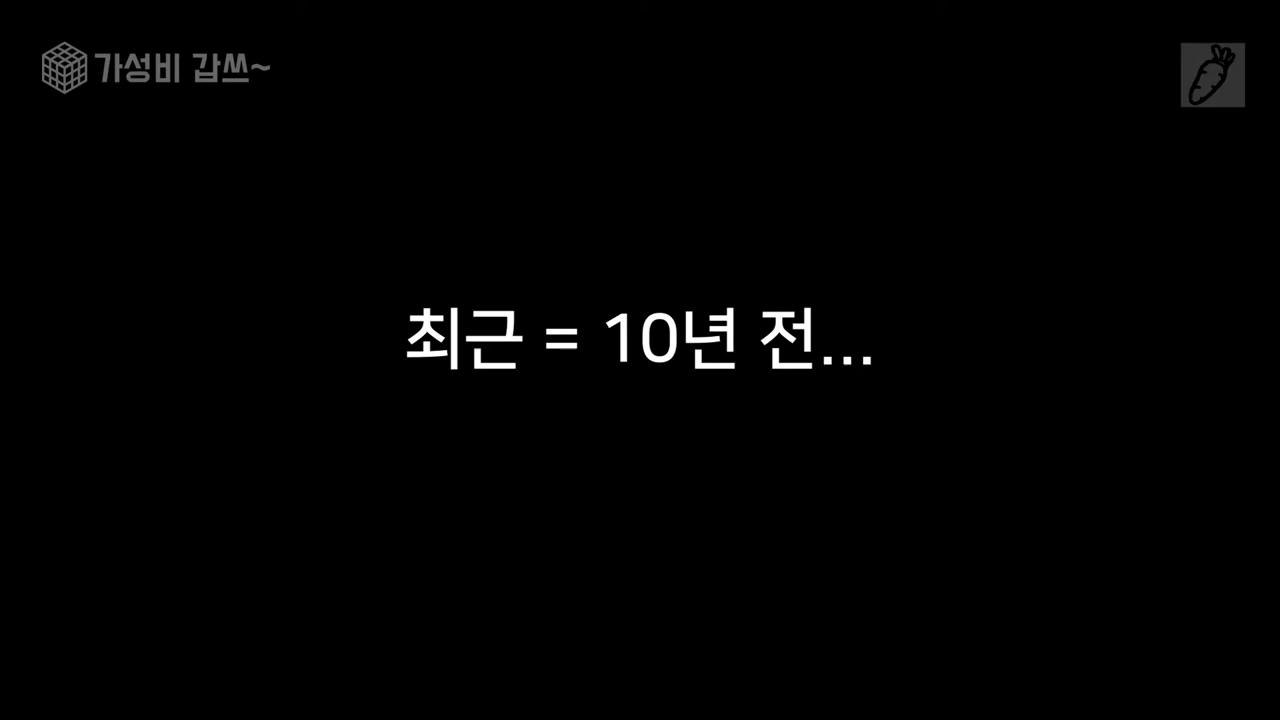 가성비 갑쓰~
최근 = 10년 전...